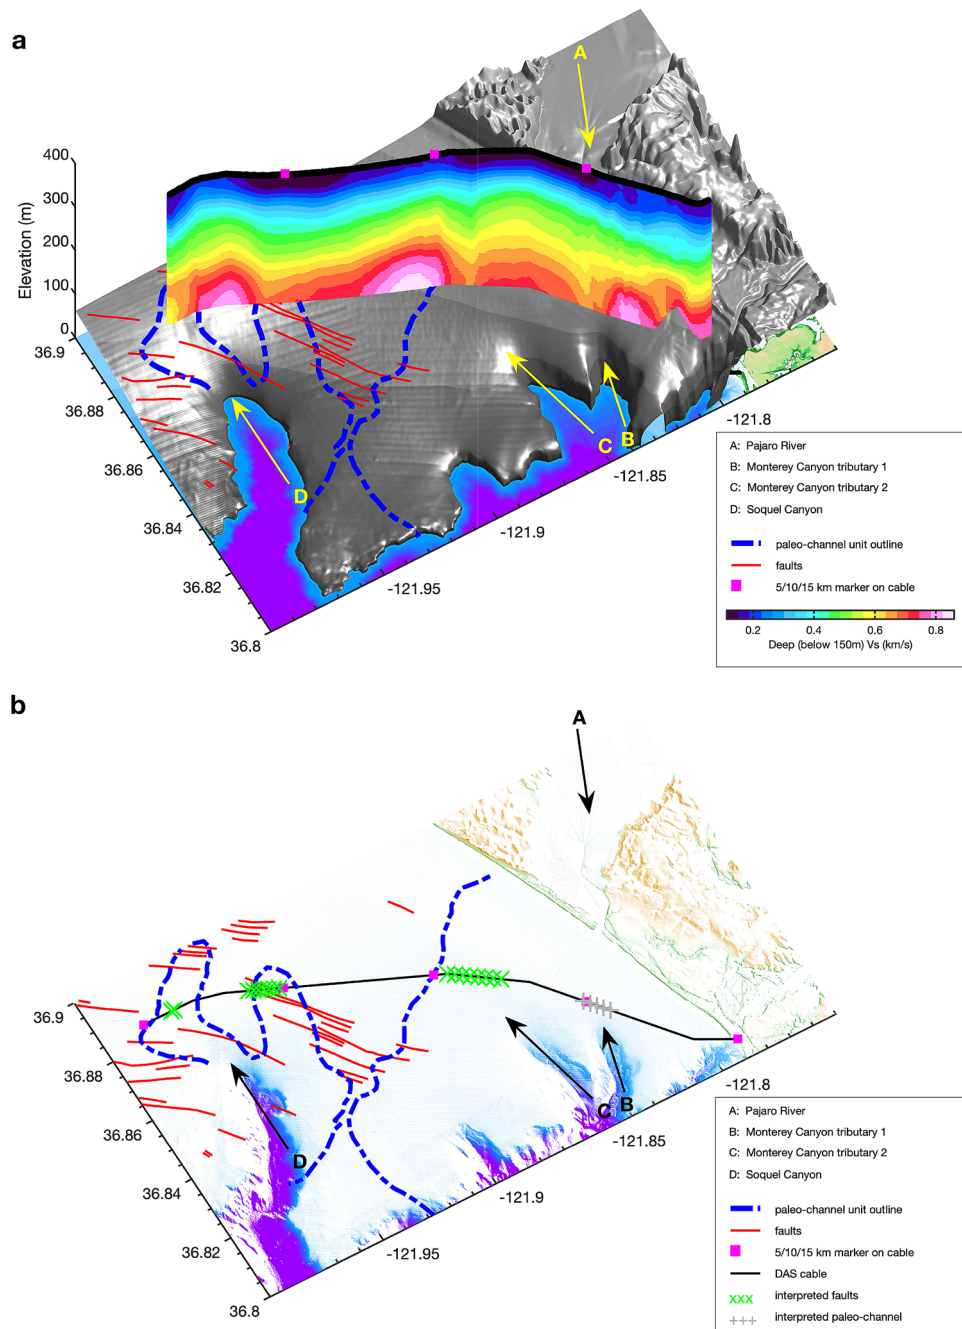 a
A
400
300
200
100
0
Elevation (m)
36.9
36.88
36.86
36.84
36.82
36.8
-121.95
-121.9
-121.85
-121.8
D
C
B
A: Pajaro River
B: Monterey Canyon tributary 1
C: Monterey Canyon tributary 2
D: Soquel Canyon
paleo-channel unit outline
faults
5/10/15 km marker on cable
0.2 0.4 0.6 0.8
Deep (below 150m) Vs (km/s)
b
A
36.9
36.88
36.86
36.84
36.82
36.8
-121.95
-121.9
-121.85
-121.8
D
C
B
A: Pajaro River
B: Monterey Canyon tributary 1
C: Monterey Canyon tributary 2
D: Soquel Canyon
paleo-channel unit outline
faults
5/10/15 km marker on cable
DAS cable
interpreted faults
interpreted paleo-channel